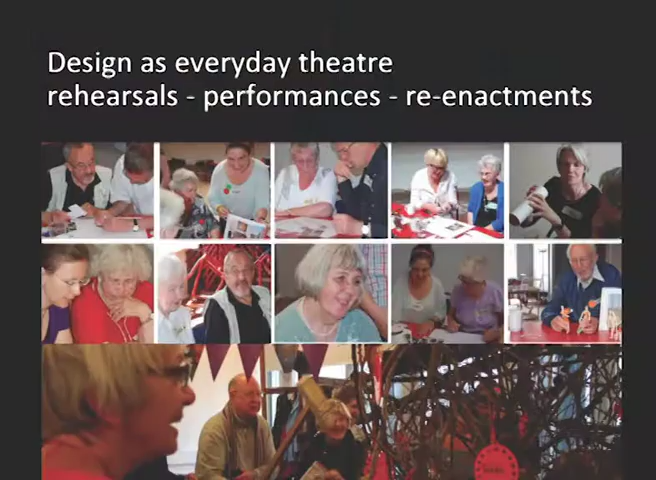 Design as everyday theatre
rehearsals - performances - re-enactments